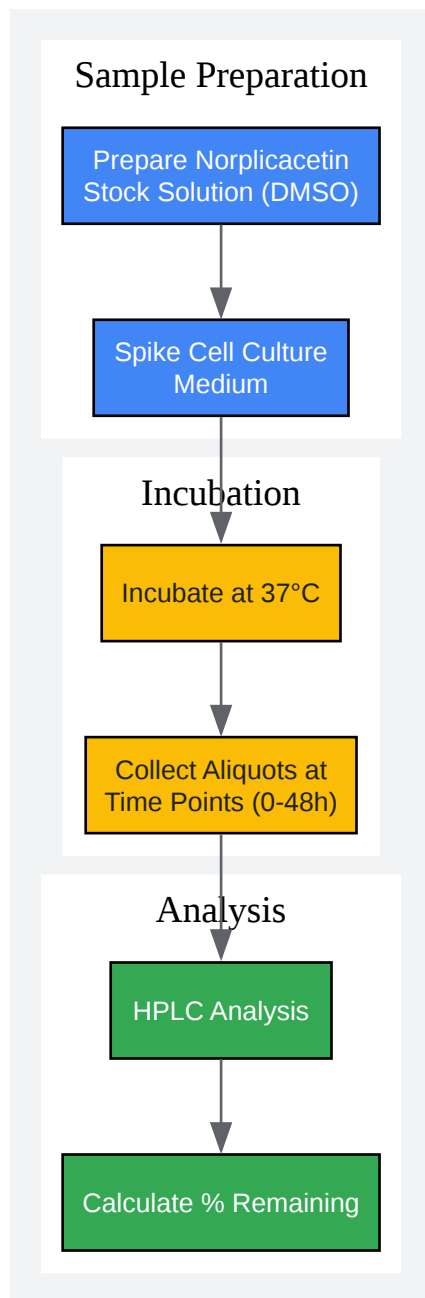 Sample Preparation
Prepare Norplicacetin
Stock Solution (DMSO)
Spike Cell Culture
Medium
Incubation
Incubate at 37°C
Collect Aliquots at
Time Points (0-48h)
Analysis
HPLC Analysis
Calculate % Remaining